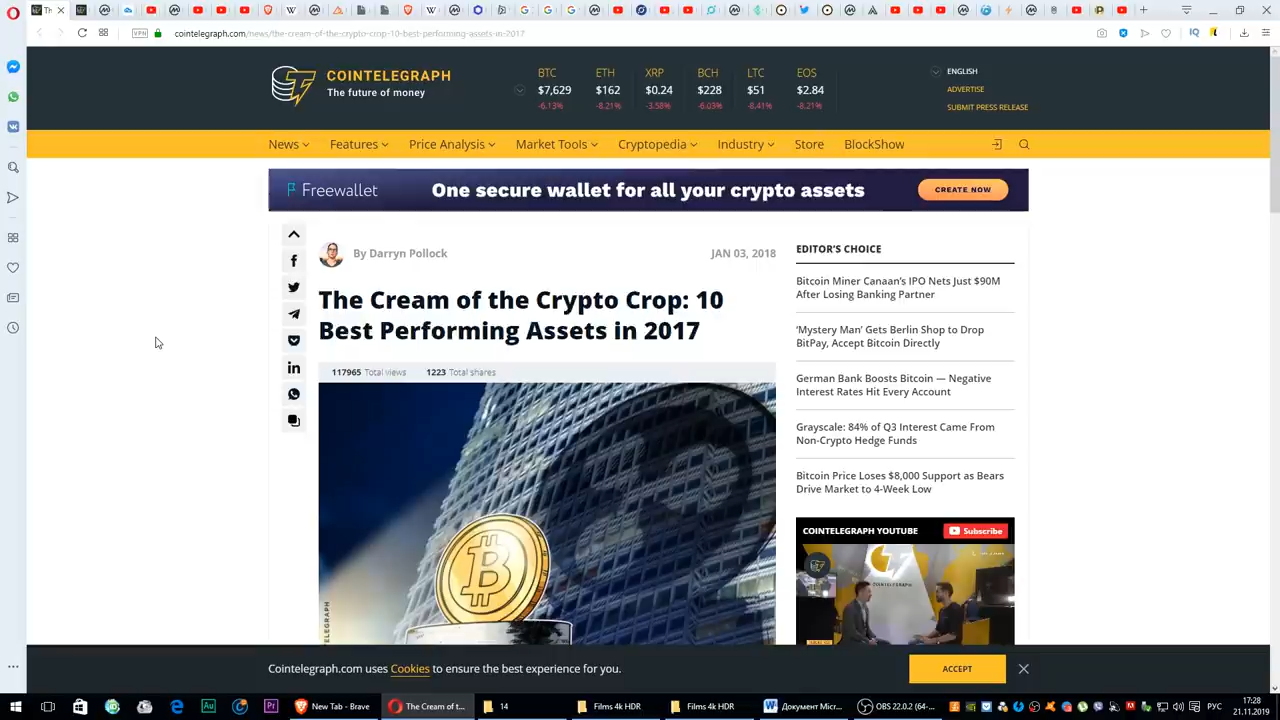 Th
VPN
cointelegraph.com/news/the-cream-of-the-crypto-crop-10-best-performing-assets-in-2017
IQ
COINTELEGRAPH
The future of money
BTC ETH XRP BCH LTC EOS
$7,629 $162 $0.24 $228 $51 $2.84
-6.13% -8.21% -3.58% -6.03% -8.41% -8.21%
ENGLISH
ADVERTISE
SUBMIT PRESS RELEASE
News Features Price Analysis Market Tools Cryptopedia Industry Store BlockShow
Freewallet One secure wallet for all your crypto assets CREATE NOW
By Darryn Pollock JAN 03, 2018
The Cream of the Crypto Crop: 10
Best Performing Assets in 2017
117965 Total views 1223 Total shares
EDITOR'S CHOICE
Bitcoin Miner Canaan's IPO Nets Just $90M
After Losing Banking Partner
'Mystery Man' Gets Berlin Shop to Drop
BitPay, Accept Bitcoin Directly
German Bank Boosts Bitcoin — Negative
Interest Rates Hit Every Account
Grayscale: 84% of Q3 Interest Came From
Non-Crypto Hedge Funds
Bitcoin Price Loses $8,000 Support as Bears
Drive Market to 4-Week Low
COINTELEGRAPH YOUTUBE Subscribe
COINTELEGRAPH
Cointelegraph.com uses Cookies to ensure the best experience for you.
ACCEPT
Au
Pr
New Tab - Brave
The Cream of t...
14
Films 4k HDR
Films 4k HDR
Документ Micr...
OBS 22.0.2 (64-...
РУС
17:28
21.11.2019